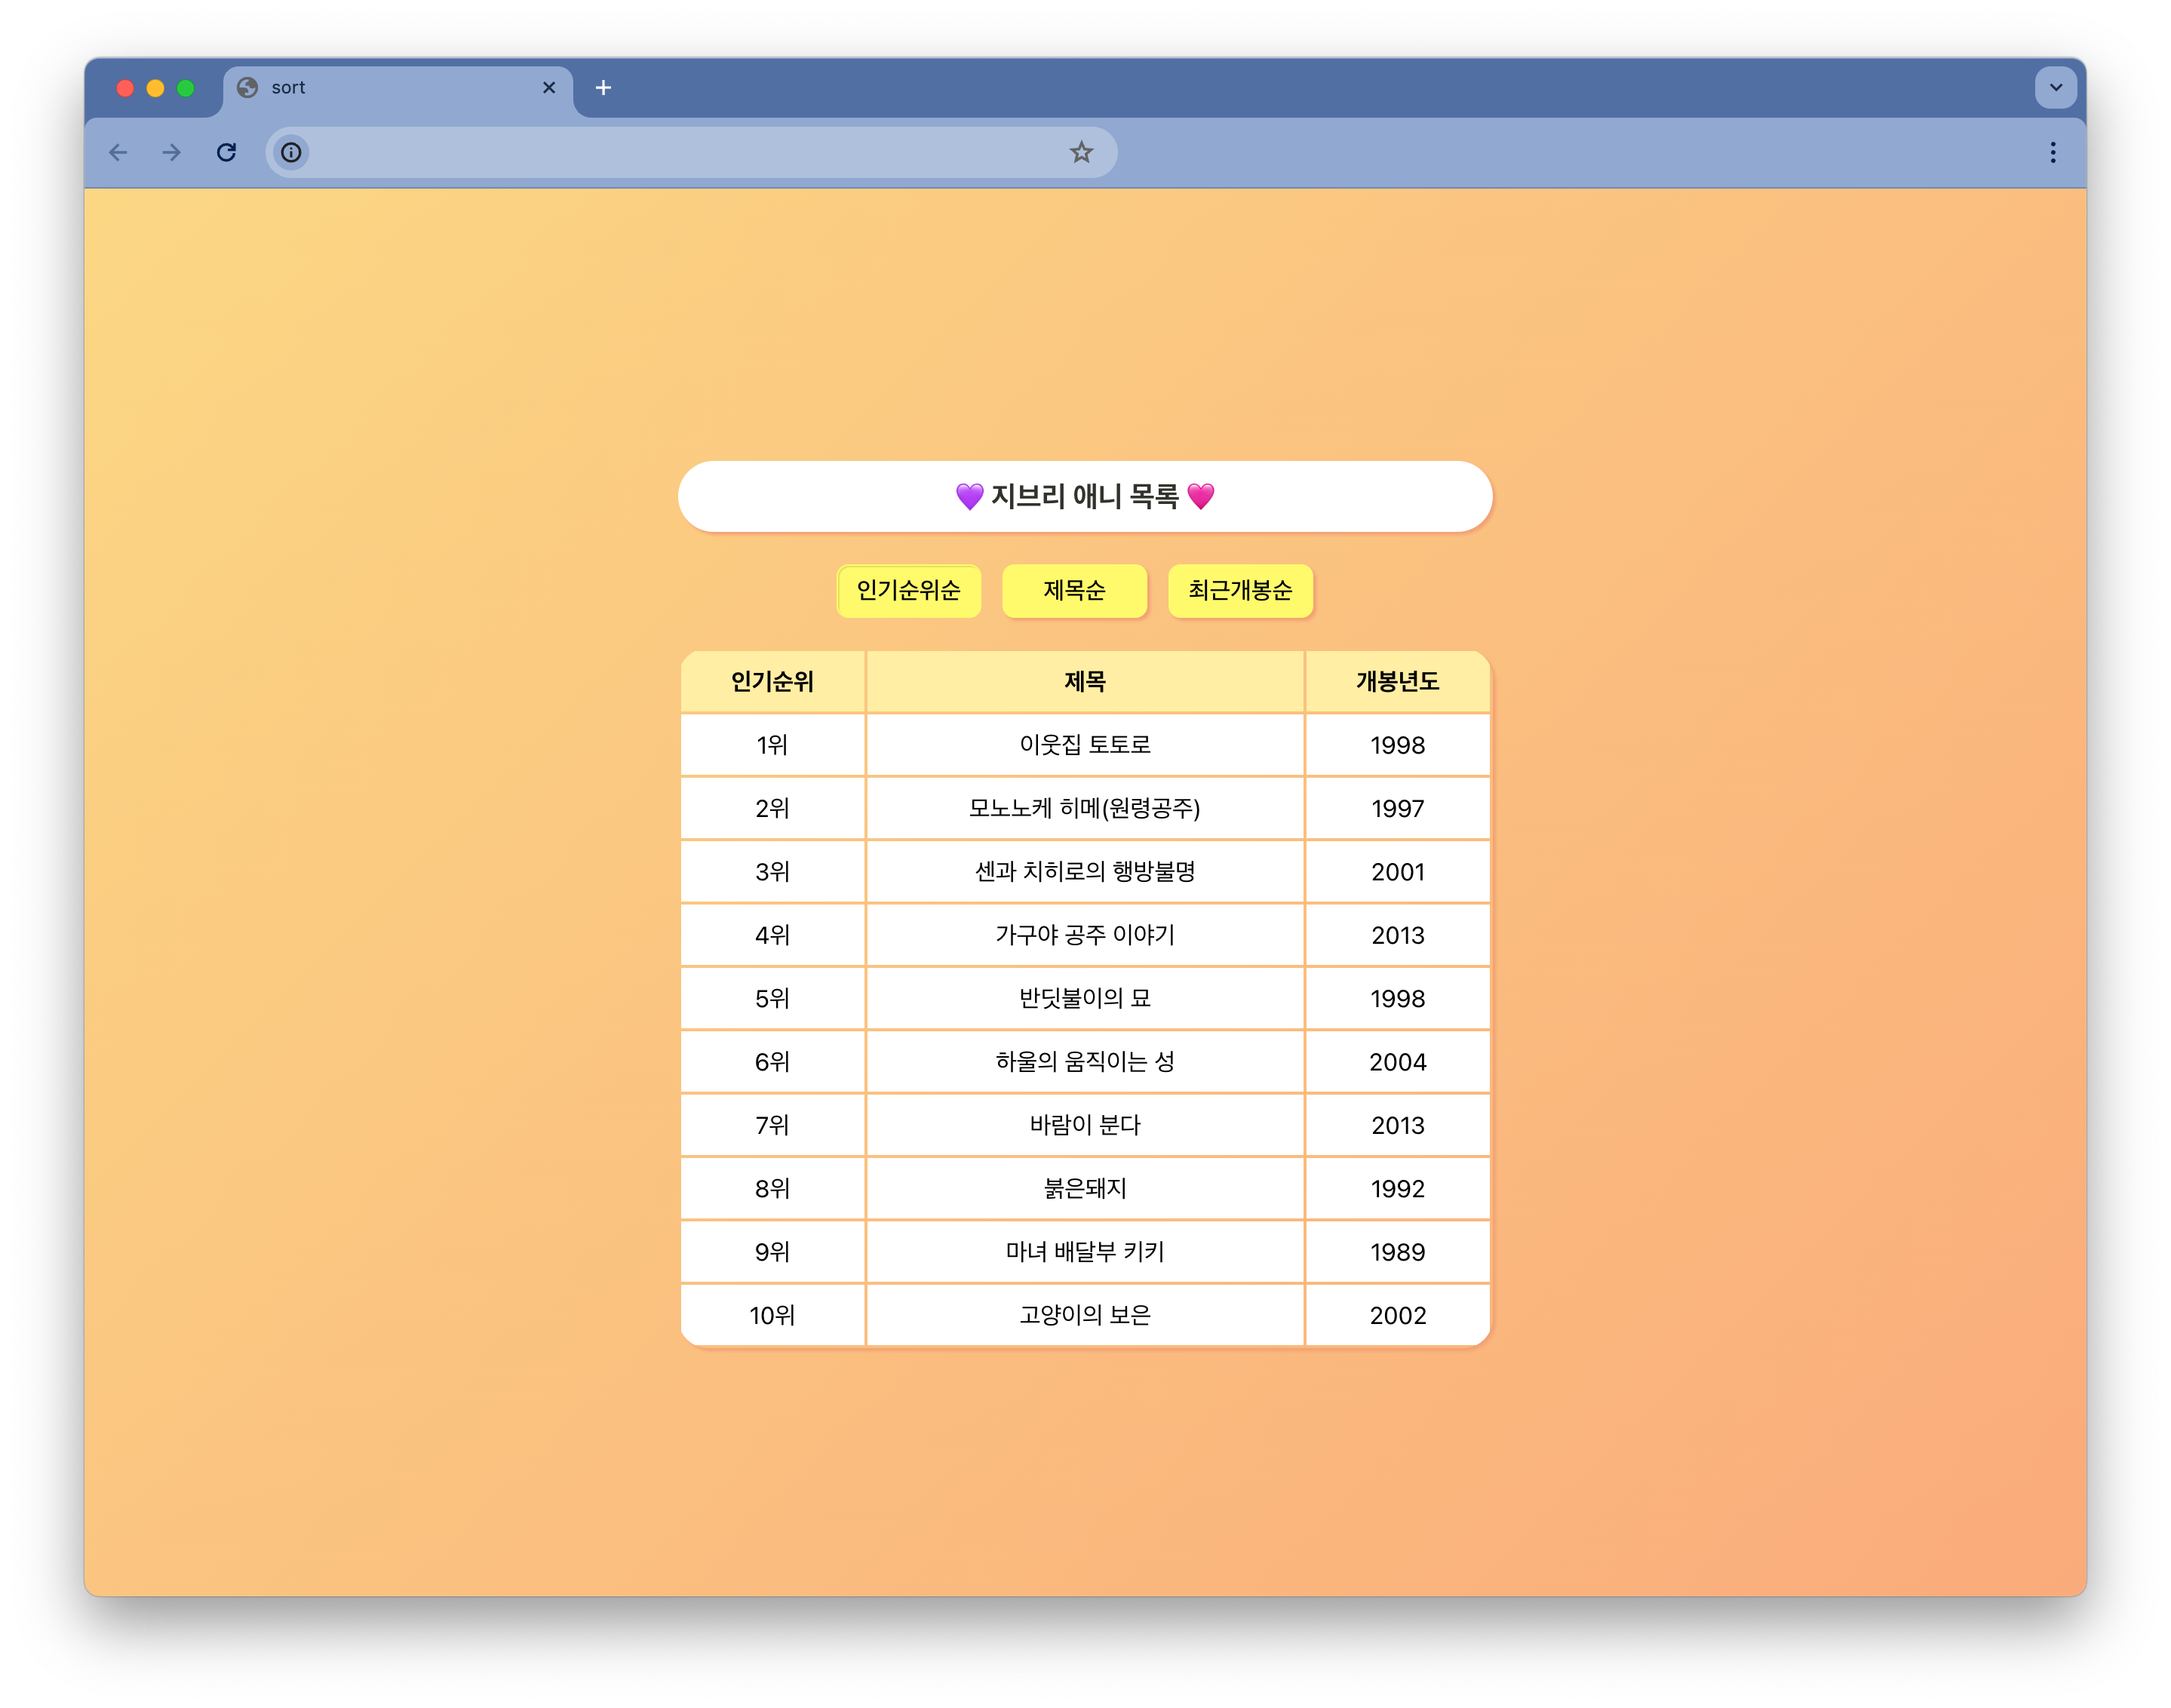 sort
💜 지브리 애니 목록 💗
인기순위순 제목순 최근개봉순
인기순위 제목 개봉년도
1위 이웃집 토토로 1998
2위 모노노케 히메(원령공주) 1997
3위 센과 치히로의 행방불명 2001
4위 가구야 공주 이야기 2013
5위 반딧불이의 묘 1998
6위 하울의 움직이는 성 2004
7위 바람이 분다 2013
8위 붉은돼지 1992
9위 마녀 배달부 키키 1989
10위 고양이의 보은 2002